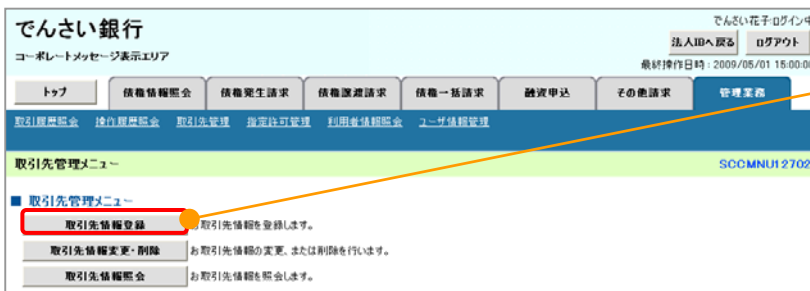 でんさい銀行
コーポレートメッセージ表示エリア
でんさい花子:ログイン中
法人IBへ戻る ログアウト
最終操作日時：2009/05/01 15:00:00
トップ 債権情報照会 債権発生請求 債権譲渡請求 債権一括請求 融資申込 その他請求 管理業務
取引履歴照会 操作履歴照会 取引先管理 指定許可管理 利用者情報照会 ユーザ情報管理
取引先管理メニュー SCCMNU12702
■ 取引先管理メニュー
取引先情報登録 お取引先情報を登録します。
取引先情報変更・削除 お取引先情報の変更、または削除を行います。
取引先情報照会 お取引先情報を照会します。